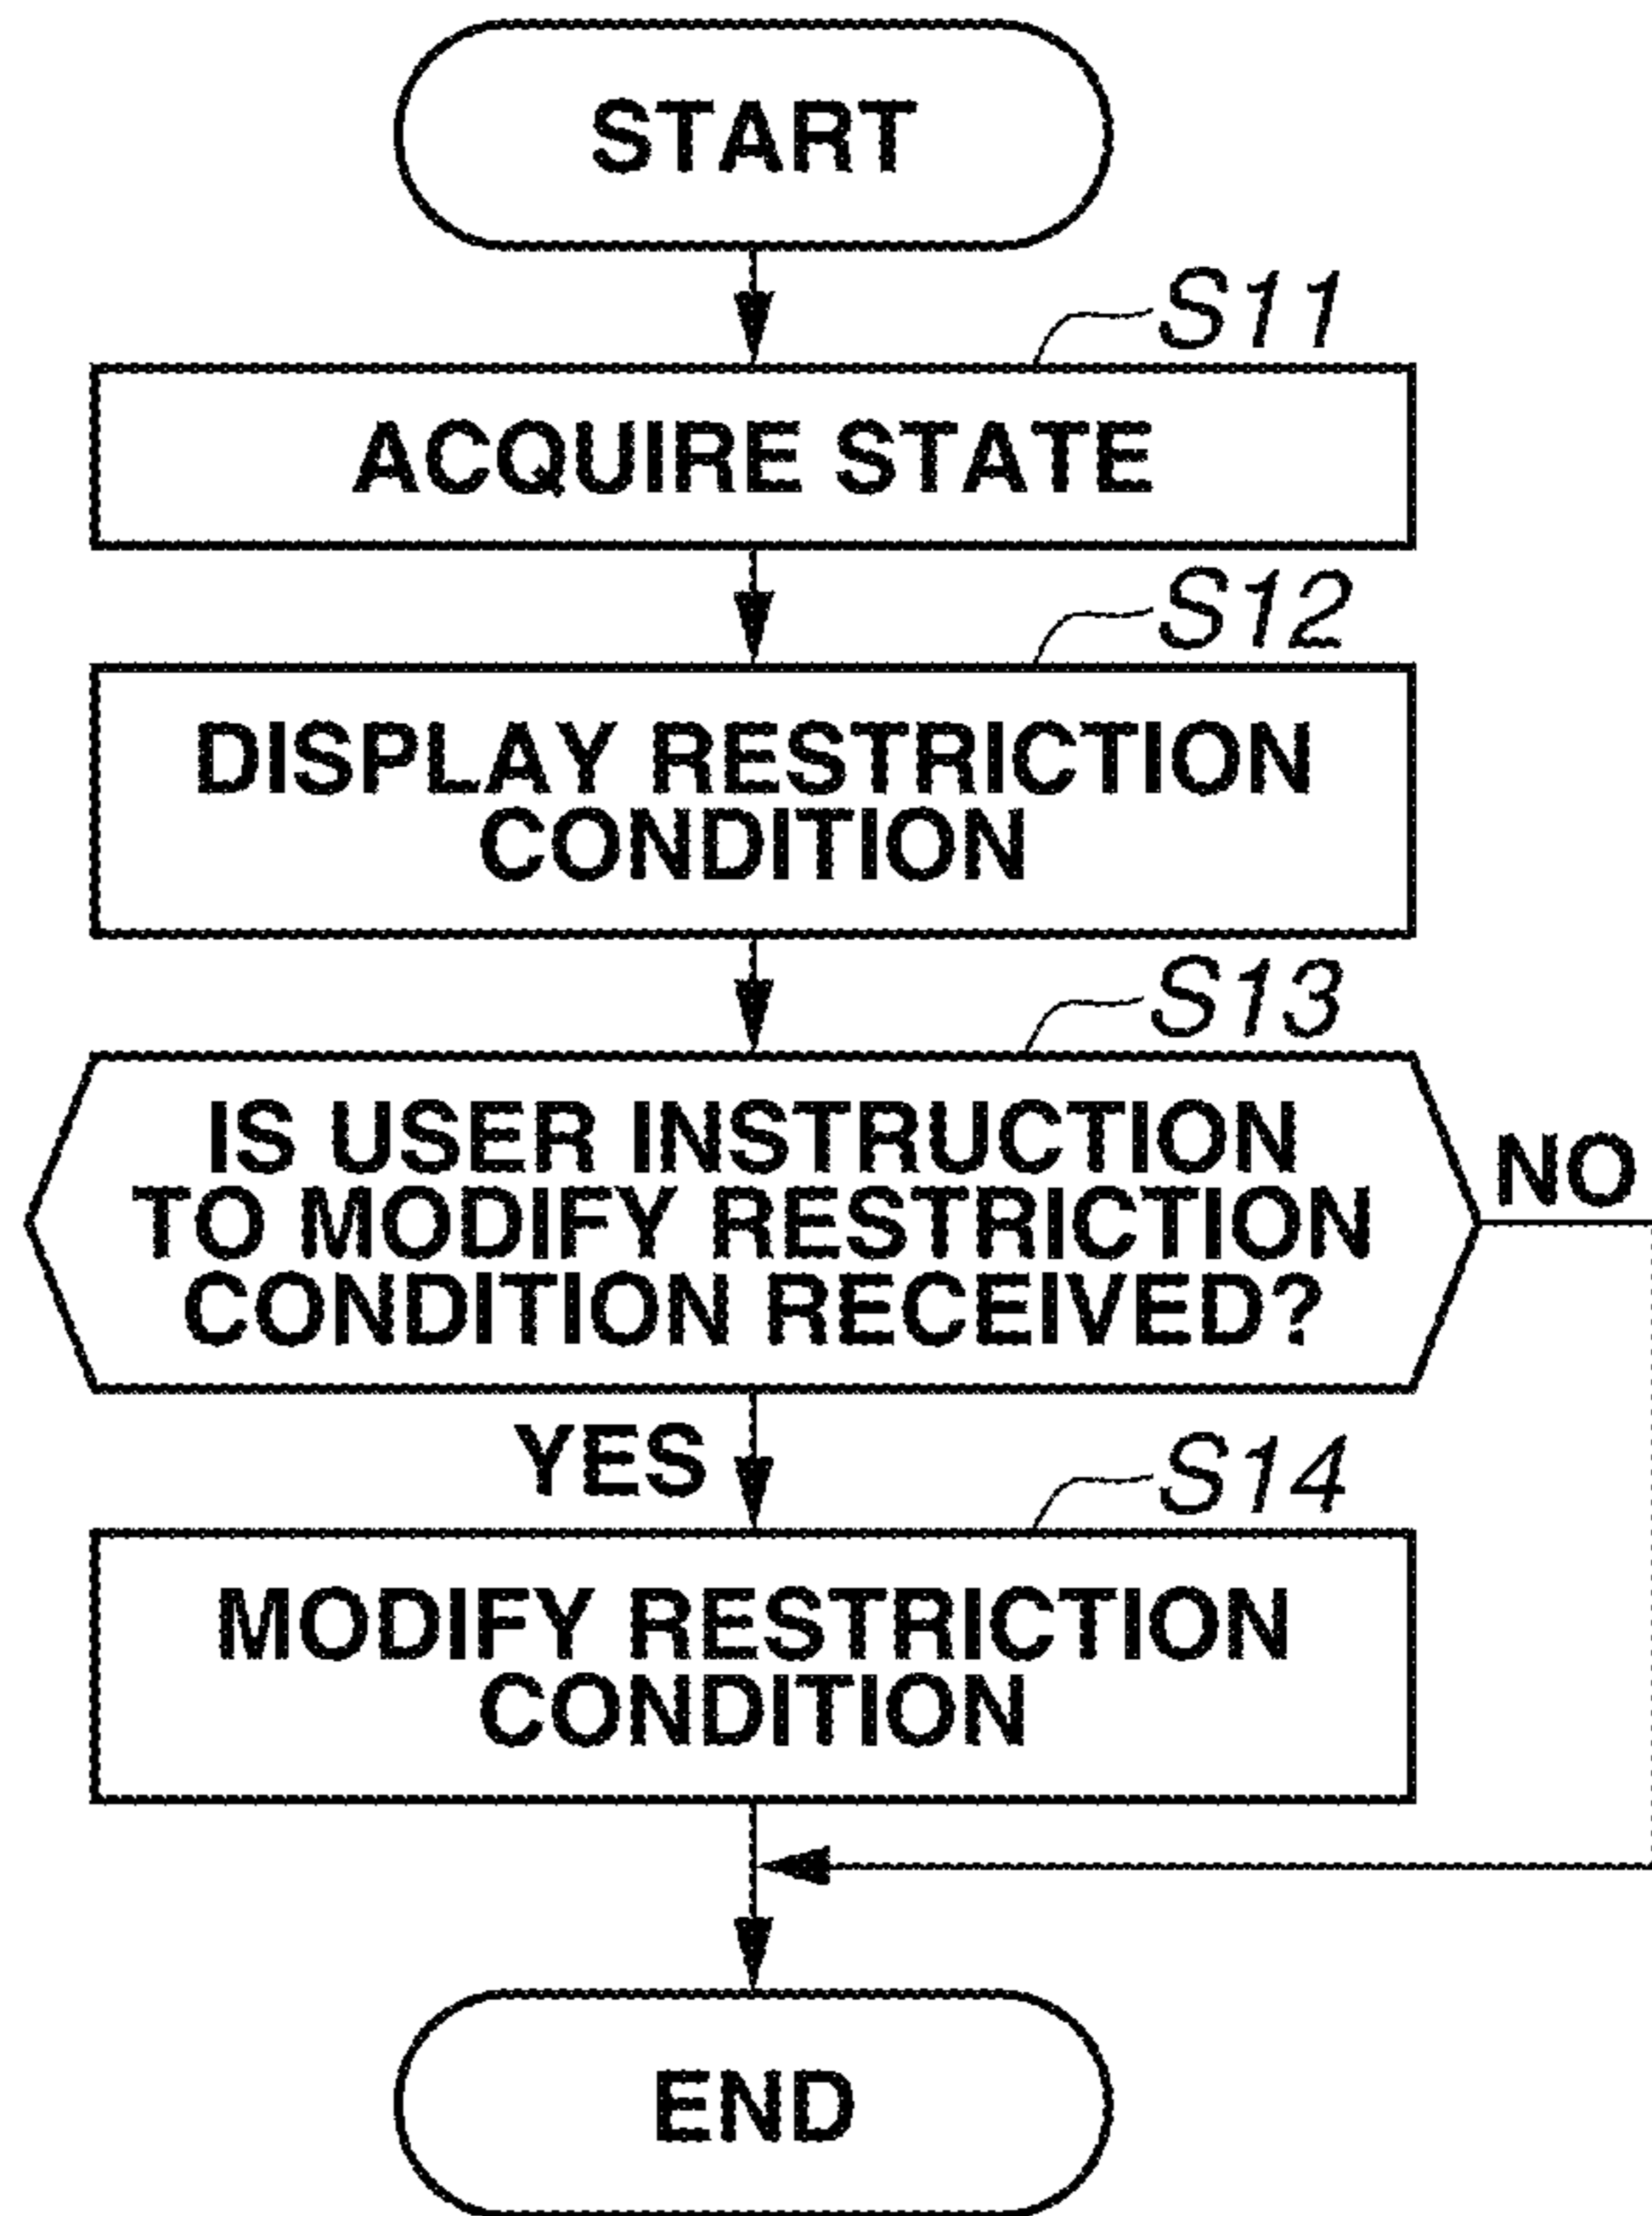 START
S11
ACQUIRE STATE
S12
DISPLAY RESTRICTION
CONDITION
S13
IS USER INSTRUCTION
TO MODIFY RESTRICTION
CONDITION RECEIVED?
NO
YES
S14
MODIFY RESTRICTION
CONDITION
END